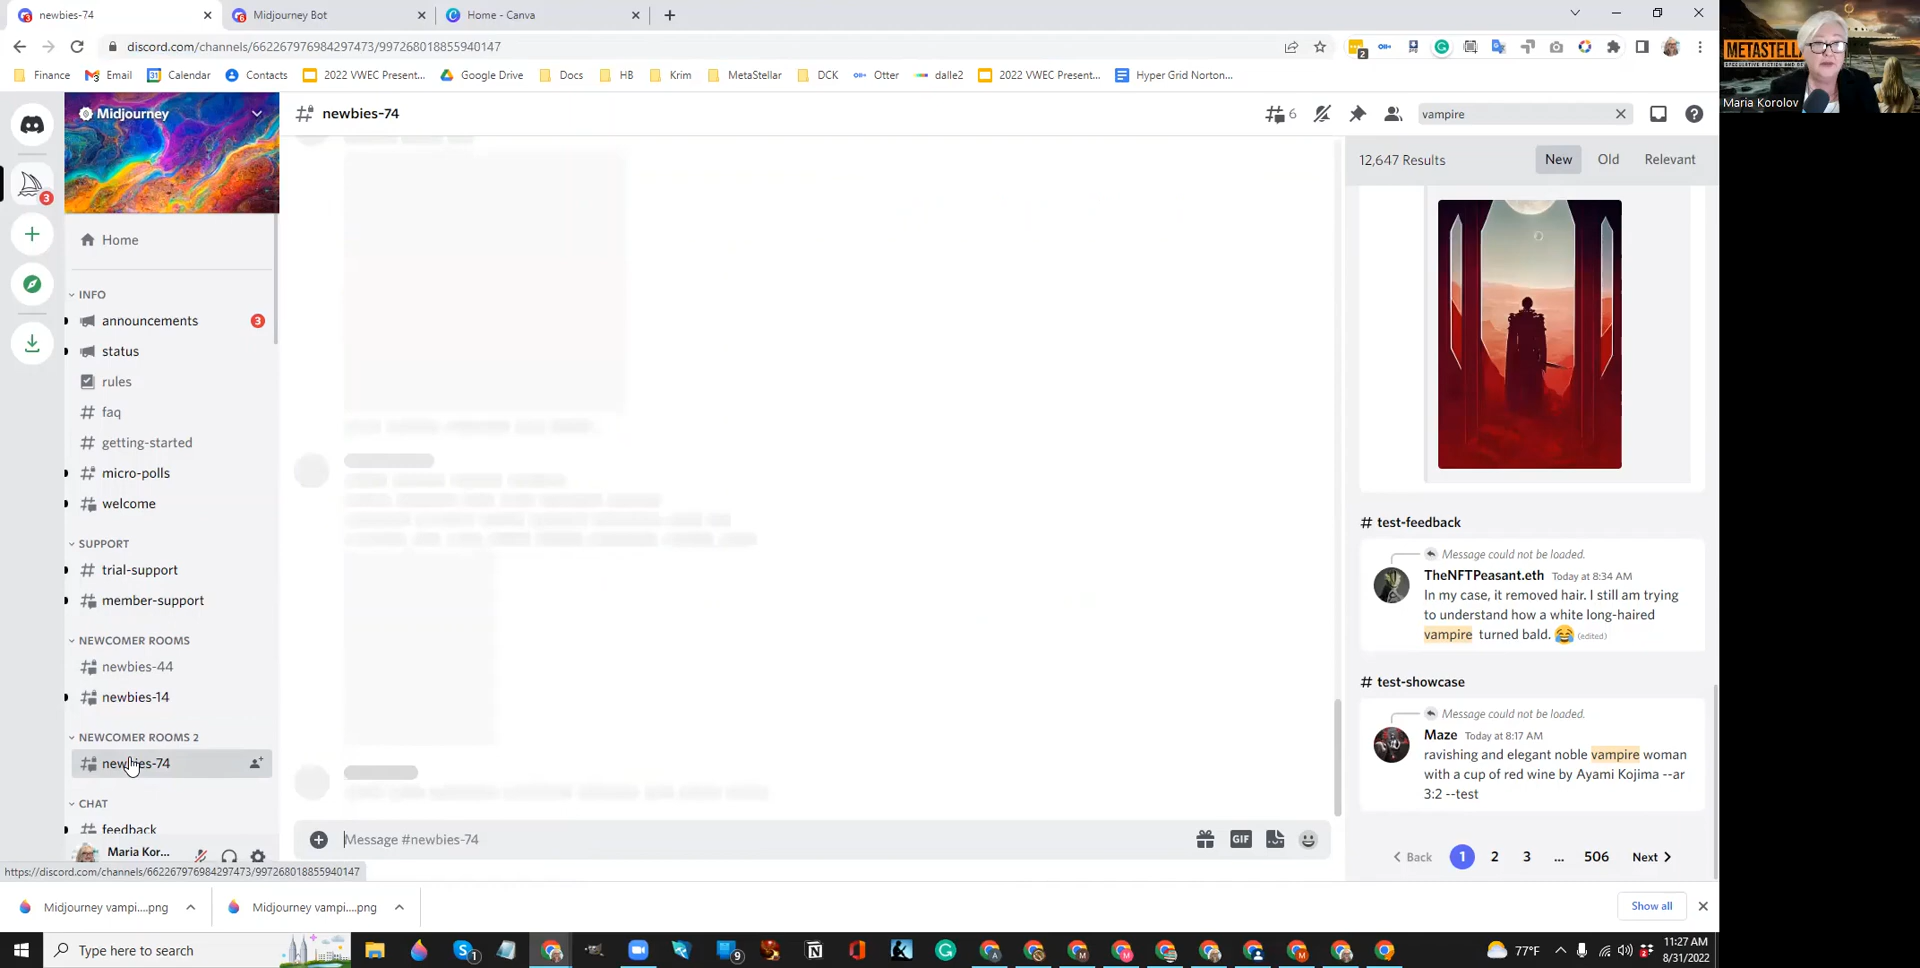 newbies-74
Midjourney Bot
Home - Canva
discord.com/channels/662267976984297473/997268018855940147
Finance
Email
Calendar
Contacts
2022 VWEC Present...
Google Drive
Docs
HB
Krim
MetaStellar
DCK
Otter
dalle2
2022 VWEC Present...
Hyper Grid Norton...
METASTELLA
Maria Korolov
Midjourney
newbies-74
6
vampire
Home
INFO
announcements
3
status
rules
faq
getting-started
micro-polls
welcome
SUPPORT
trial-support
member-support
NEWCOMER ROOMS
newbies-44
newbies-14
NEWCOMER ROOMS 2
newbies-74
CHAT
feedback
Maria Kor...
Message #newbies-74
GIF
12,647 Results
New
Old
Relevant
# test-feedback
Message could not be loaded.
TheNFTPeasant.eth Today at 8:34 AM
In my case, it removed hair. I still am trying
to understand how a white long-haired
vampire turned bald. 😂 (edited)
# test-showcase
Message could not be loaded.
Maze Today at 8:17 AM
ravishing and elegant noble vampire woman
with a cup of red wine by Ayami Kojima --ar
3:2 --test
Back
1
2
3
...
506
Next
https://discord.com/channels/662267976984297473/997268018855940147
Midjourney vampi....png
Midjourney vampi....png
Show all
Type here to search
77°F
11:27 AM
8/31/2022